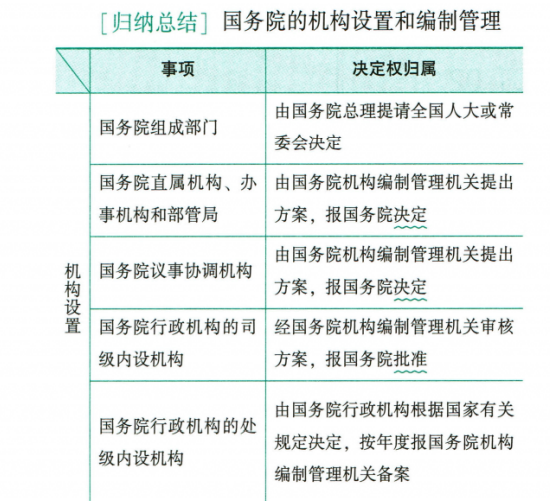 [归纳总结] 国务院的机构设置和编制管理
事项
决定权归属
机构设置
国务院组成部门
由国务院总理提请全国人大或常
委会决定
国务院直属机构、办
事机构和部管局
由国务院机构编制管理机关提出
方案，报国务院决定
国务院议事协调机构
由国务院机构编制管理机关提出
方案，报国务院决定
国务院行政机构的司
级内设机构
经国务院机构编制管理机关审核
方案，报国务院批准
国务院行政机构的处
级内设机构
由国务院行政机构根据国家有关
规定决定，按年度报国务院机构
编制管理机关备案